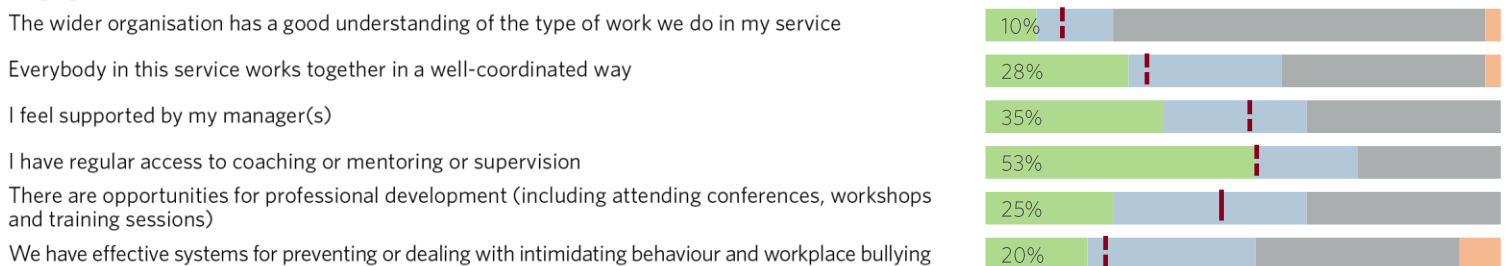 The wider organisation has a good understanding of the type of work we do in my service
10%
Everybody in this service works together in a well-coordinated way
28%
I feel supported by my manager(s)
35%
I have regular access to coaching or mentoring or supervision
53%
There are opportunities for professional development (including attending conferences, workshops
and training sessions)
25%
We have effective systems for preventing or dealing with intimidating behaviour and workplace bullying
20%